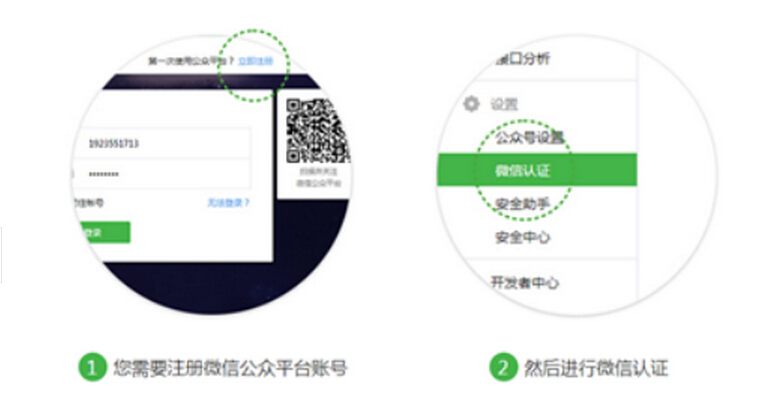 第一次使用公众平台？立即注册
1923551713
••••••••
住帐号
无法登录？
登录
扫描并关注
微信公众平台
接口分析
设置
公众号设置
微信认证
安全助手
安全中心
开发者中心
1 您需要注册微信公众平台账号
2 然后进行微信认证